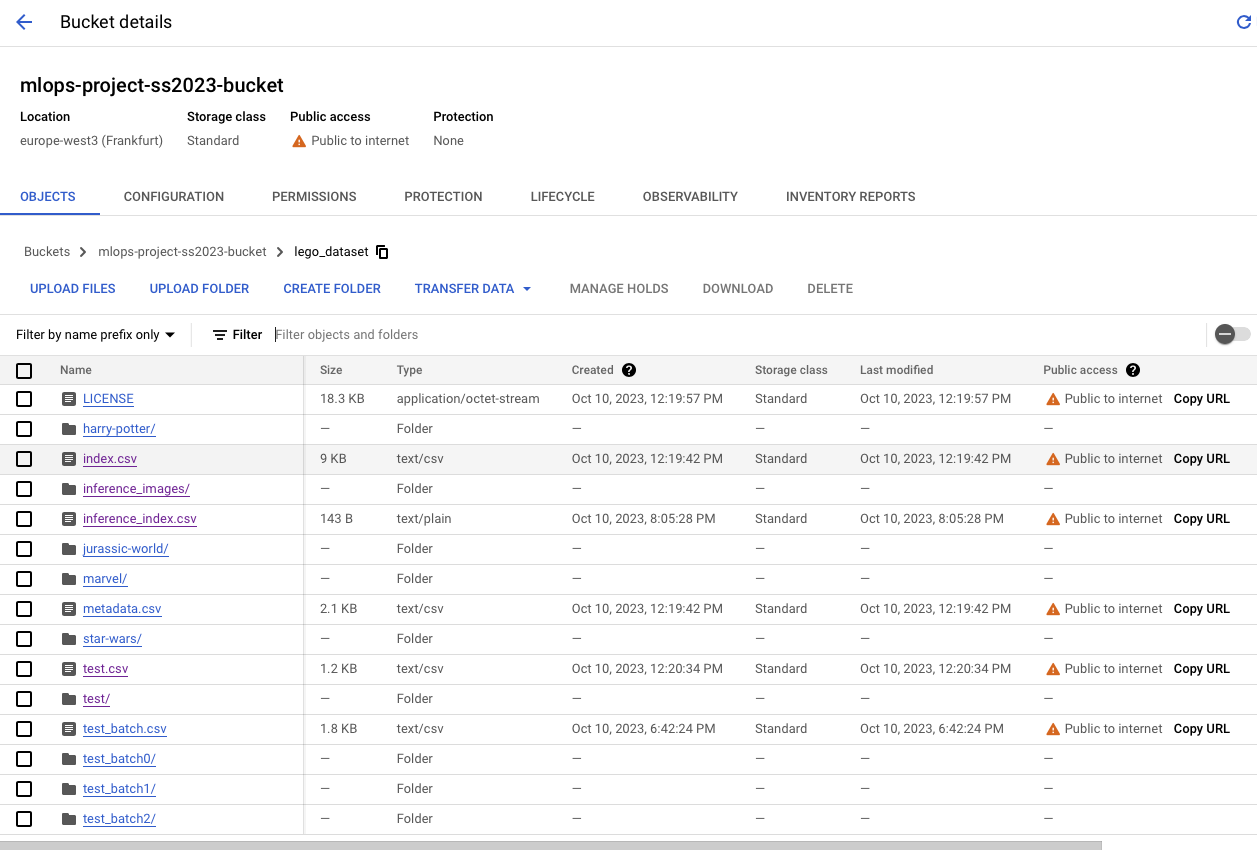 Bucket details
mlops-project-ss2023-bucket
Location Storage class Public access Protection
europe-west3 (Frankfurt) Standard Public to internet None
OBJECTS CONFIGURATION PERMISSIONS PROTECTION LIFECYCLE OBSERVABILITY INVENTORY REPORTS
Buckets mlops-project-ss2023-bucket lego_dataset
UPLOAD FILES UPLOAD FOLDER CREATE FOLDER TRANSFER DATA MANAGE HOLDS DOWNLOAD DELETE
Filter by name prefix only Filter Filter objects and folders
Name Size Type Created Storage class Last modified Public access
LICENSE 18.3 KB application/octet-stream Oct 10, 2023, 12:19:57 PM Standard Oct 10, 2023, 12:19:57 PM Public to internet Copy URL
harry-potter/ — Folder — — — —
index.csv 9 KB text/csv Oct 10, 2023, 12:19:42 PM Standard Oct 10, 2023, 12:19:42 PM Public to internet Copy URL
inference_images/ — Folder — — — —
inference_index.csv 143 B text/plain Oct 10, 2023, 8:05:28 PM Standard Oct 10, 2023, 8:05:28 PM Public to internet Copy URL
jurassic-world/ — Folder — — — —
marvel/ — Folder — — — —
metadata.csv 2.1 KB text/csv Oct 10, 2023, 12:19:42 PM Standard Oct 10, 2023, 12:19:42 PM Public to internet Copy URL
star-wars/ — Folder — — — —
test.csv 1.2 KB text/csv Oct 10, 2023, 12:20:34 PM Standard Oct 10, 2023, 12:20:34 PM Public to internet Copy URL
test/ — Folder — — — —
test_batch.csv 1.8 KB text/csv Oct 10, 2023, 6:42:24 PM Standard Oct 10, 2023, 6:42:24 PM Public to internet Copy URL
test_batch0/ — Folder — — — —
test_batch1/ — Folder — — — —
test_batch2/ — Folder — — — —